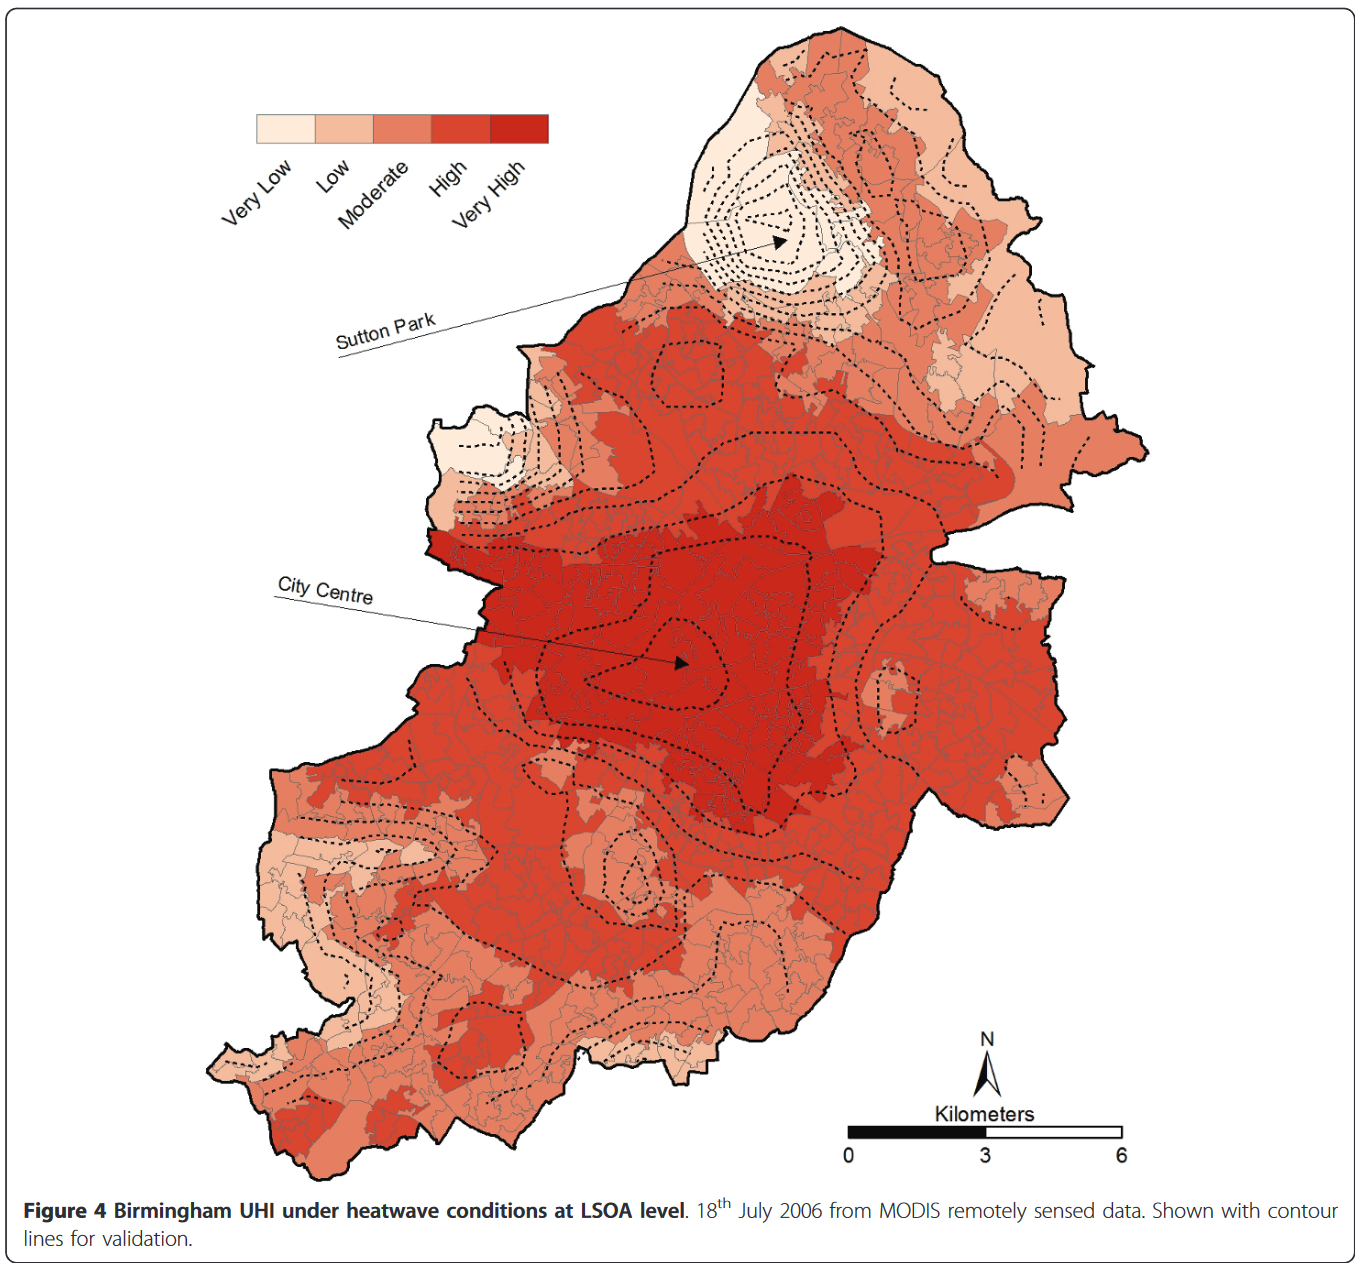 Very Low
Low
Moderate
High
Very High
Sutton Park
City Centre
N
Kilometers
0 3 6
Figure 4 Birmingham UHI under heatwave conditions at LSOA level. 18th July 2006 from MODIS remotely sensed data. Shown with contour
lines for validation.